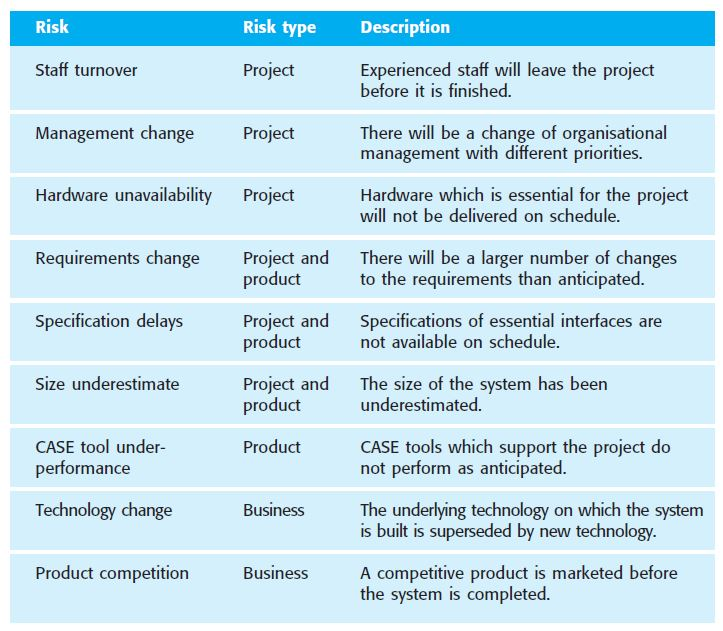 Risk Risk type Description
Staff turnover Project Experienced staff will leave the project
before it is finished.
Management change Project There will be a change of organisational
management with different priorities.
Hardware unavailability Project Hardware which is essential for the project
will not be delivered on schedule.
Requirements change Project and There will be a larger number of changes
product to the requirements than anticipated.
Specification delays Project and Specifications of essential interfaces are
product not available on schedule.
Size underestimate Project and The size of the system has been
product underestimated.
CASE tool under- Product CASE tools which support the project do
performance not perform as anticipated.
Technology change Business The underlying technology on which the system
is built is superseded by new technology.
Product competition Business A competitive product is marketed before
the system is completed.